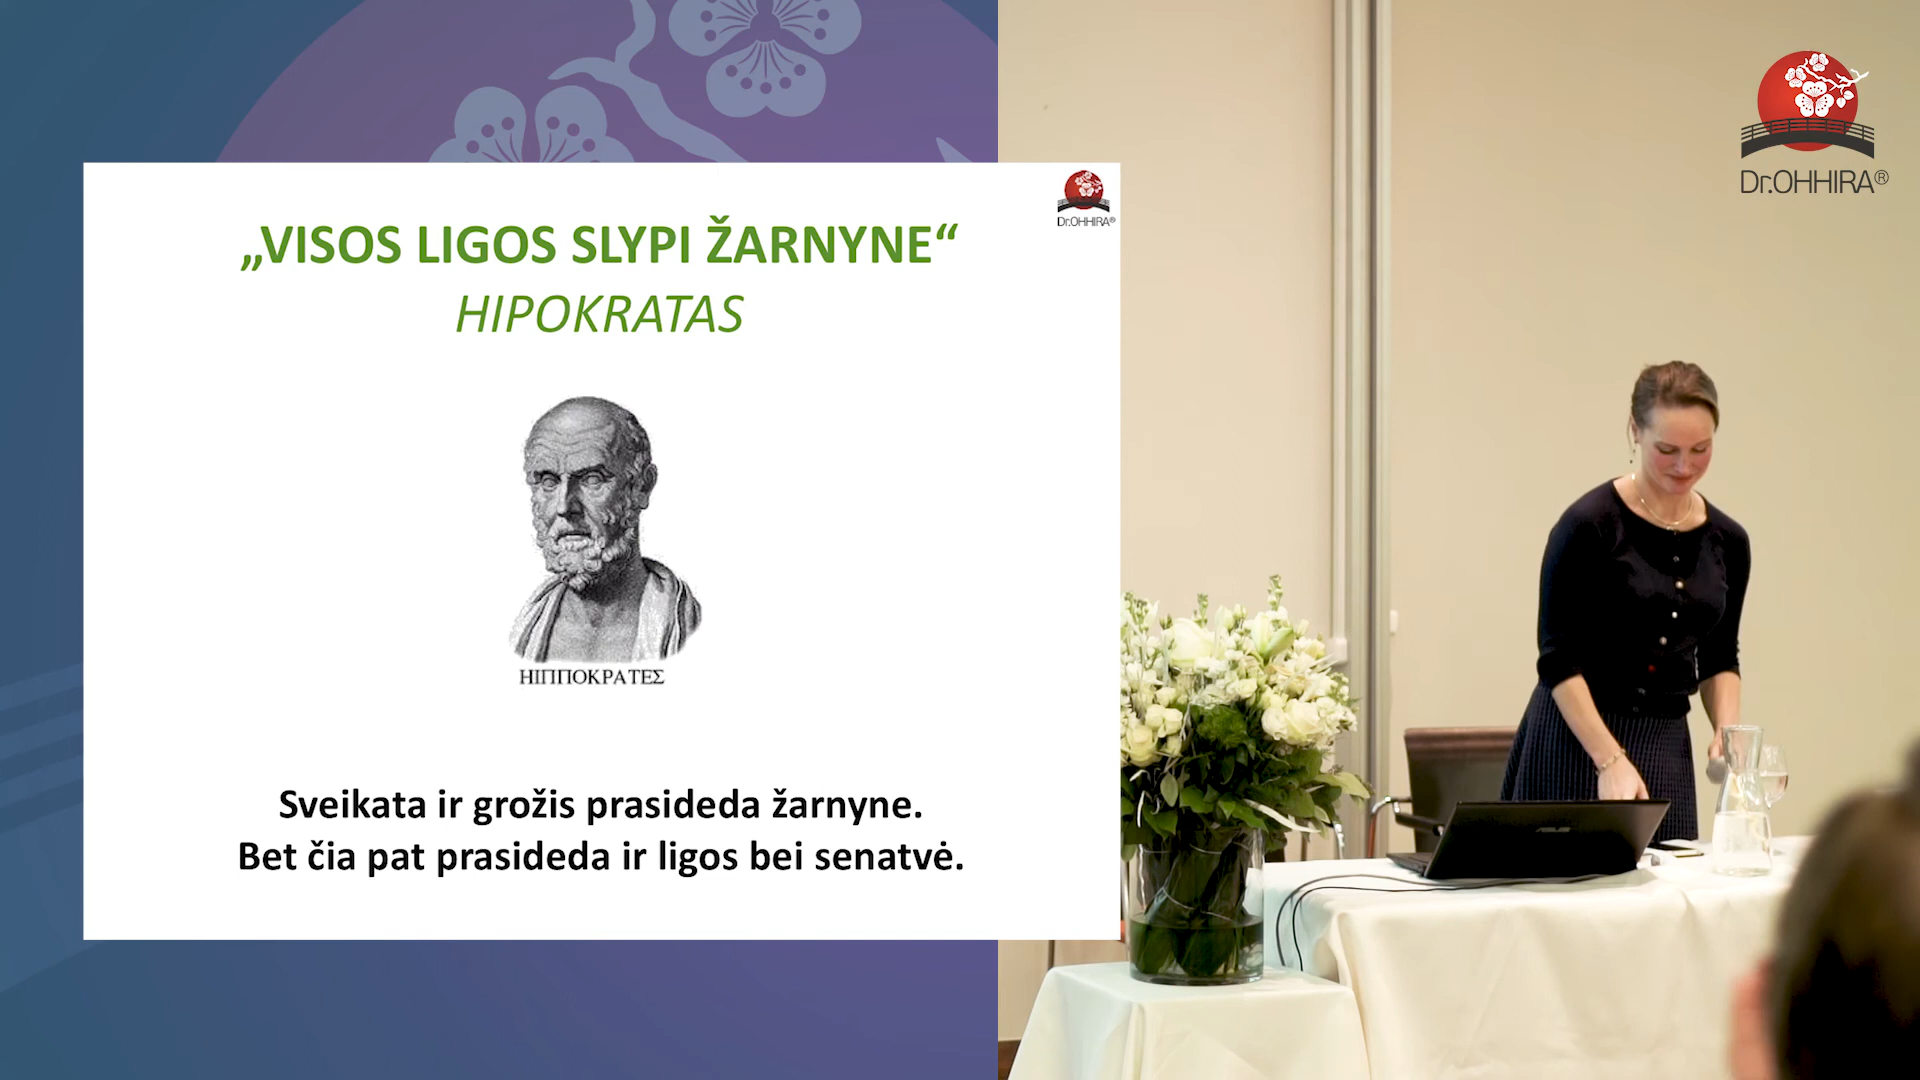 „VISOS LIGOS SLYPI ŽARNYNE“
HIPOKRATAS
Dr.OHHIRA®
ΗΙΠΠΟΚΡΑΤΕΣ
Sveikata ir grožis prasideda žarnyne.
Bet čia pat prasideda ir ligos bei senatvė.
Dr.OHHIRA®
ASUS